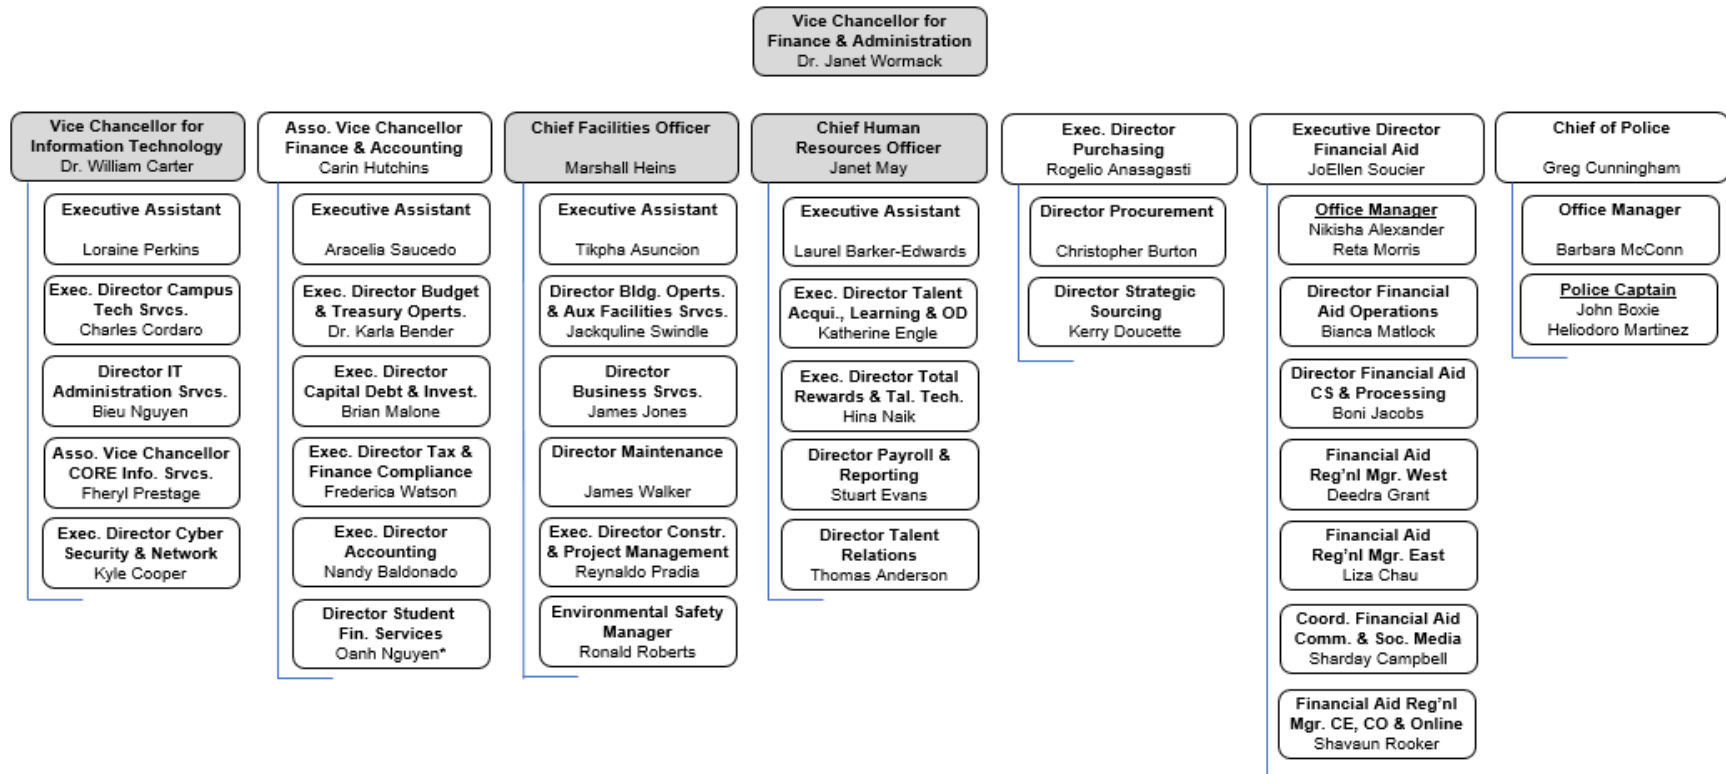 Vice Chancellor for
Finance & Administration
Dr. Janet Wormack
Vice Chancellor for
Information Technology
Dr. William Carter
Executive Assistant
Loraine Perkins
Exec. Director Campus
Tech Srvcs.
Charles Cordaro
Director IT
Administration Srvcs.
Bieu Nguyen
Asso. Vice Chancellor
CORE Info. Srvcs.
Fheryl Prestage
Exec. Director Cyber
Security & Network
Kyle Cooper
Asso. Vice Chancellor
Finance & Accounting
Carin Hutchins
Executive Assistant
Aracelia Saucedo
Exec. Director Budget
& Treasury Operts.
Dr. Karla Bender
Exec. Director
Capital Debt & Invest.
Brian Malone
Exec. Director Tax &
Finance Compliance
Frederica Watson
Exec. Director
Accounting
Nandy Baldonado
Director Student
Fin. Services
Oanh Nguyen*
Chief Facilities Officer
Marshall Heins
Executive Assistant
Tikpha Asuncion
Director Bldg. Operts.
& Aux Facilities Srvcs.
Jackquline Swindle
Director
Business Srvcs.
James Jones
Director Maintenance
James Walker
Exec. Director Constr.
& Project Management
Reynaldo Pradia
Environmental Safety
Manager
Ronald Roberts
Chief Human
Resources Officer
Janet May
Executive Assistant
Laurel Barker-Edwards
Exec. Director Talent
Acqui., Learning & OD
Katherine Engle
Exec. Director Total
Rewards & Tal. Tech.
Hina Naik
Director Payroll &
Reporting
Stuart Evans
Director Talent
Relations
Thomas Anderson
Exec. Director
Purchasing
Rogelio Anasagasti
Director Procurement
Christopher Burton
Director Strategic
Sourcing
Kerry Doucette
Executive Director
Financial Aid
JoEllen Soucier
Office Manager
Nikisha Alexander
Reta Morris
Director Financial
Aid Operations
Bianca Matlock
Director Financial Aid
CS & Processing
Boni Jacobs
Financial Aid
Reg'nl Mgr. West
Deedra Grant
Financial Aid
Reg'nl Mgr. East
Liza Chau
Coord. Financial Aid
Comm. & Soc. Media
Sharday Campbell
Financial Aid Reg'nl
Mgr. CE, CO & Online
Shavaun Rooker
Chief of Police
Greg Cunningham
Office Manager
Barbara McConn
Police Captain
John Boxie
Heliodoro Martinez